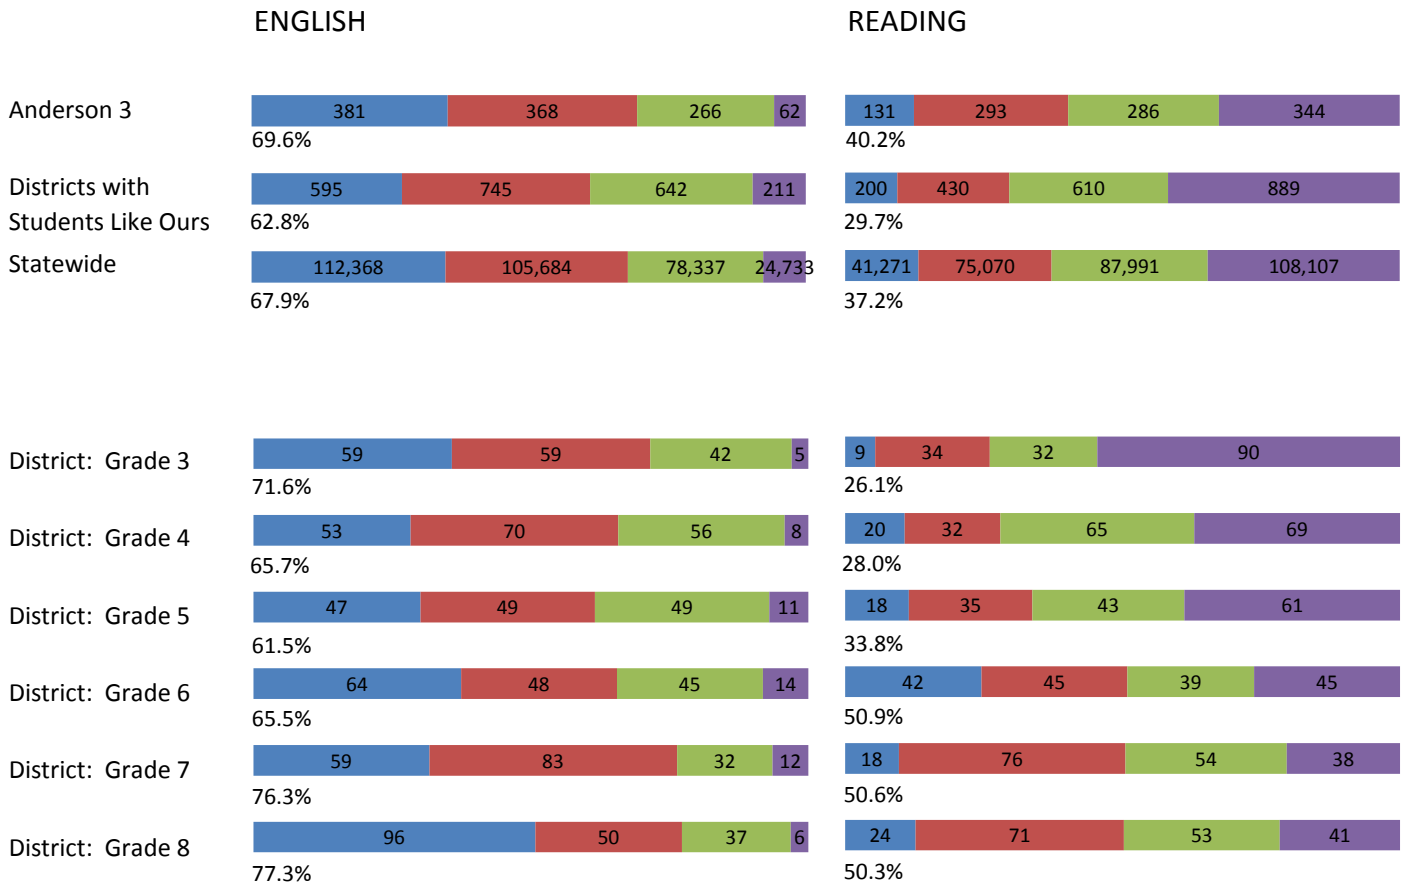 ENGLISH READING
Anderson 3 381 368 266 62 131 293 286 344
69.6% 40.2%
Districts with 595 745 642 211 200 430 610 889
Students Like Ours 62.8% 29.7%
Statewide 112,368 105,684 78,337 24,733 41,271 75,070 87,991 108,107
67.9% 37.2%
District: Grade 3 59 59 42 5 9 34 32 90
71.6% 26.1%
District: Grade 4 53 70 56 8 20 32 65 69
65.7% 28.0%
District: Grade 5 47 49 49 11 18 35 43 61
61.5% 33.8%
District: Grade 6 64 48 45 14 42 45 39 45
65.5% 50.9%
District: Grade 7 59 83 32 12 18 76 54 38
76.3% 50.6%
District: Grade 8 96 50 37 6 24 71 53 41
77.3% 50.3%